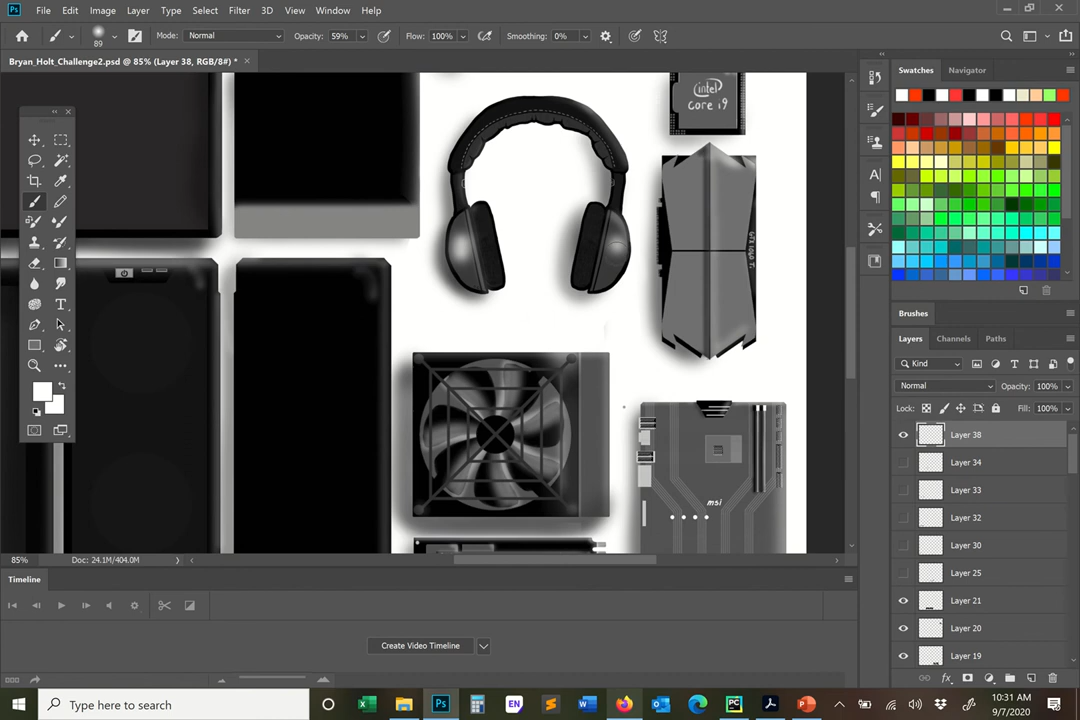 Ps File Edit Image Layer Type Select Filter 3D View Window Help
89 Mode: Normal Opacity: 59% Flow: 100% Smoothing: 0%
Bryan_Holt_Challenge2.psd @ 85% (Layer 38, RGB/8#) *
Swatches Navigator
intel
CORE i9
msi
Brushes
Layers Channels Paths
Kind
Normal Opacity: 100%
Lock: Fill: 100%
Layer 38
Layer 34
Layer 33
Layer 32
Layer 30
Layer 25
Layer 21
Layer 20
Layer 19
85% Doc: 24.1M/404.0M
Timeline
Create Video Timeline
Type here to search
10:31 AM
9/7/2020